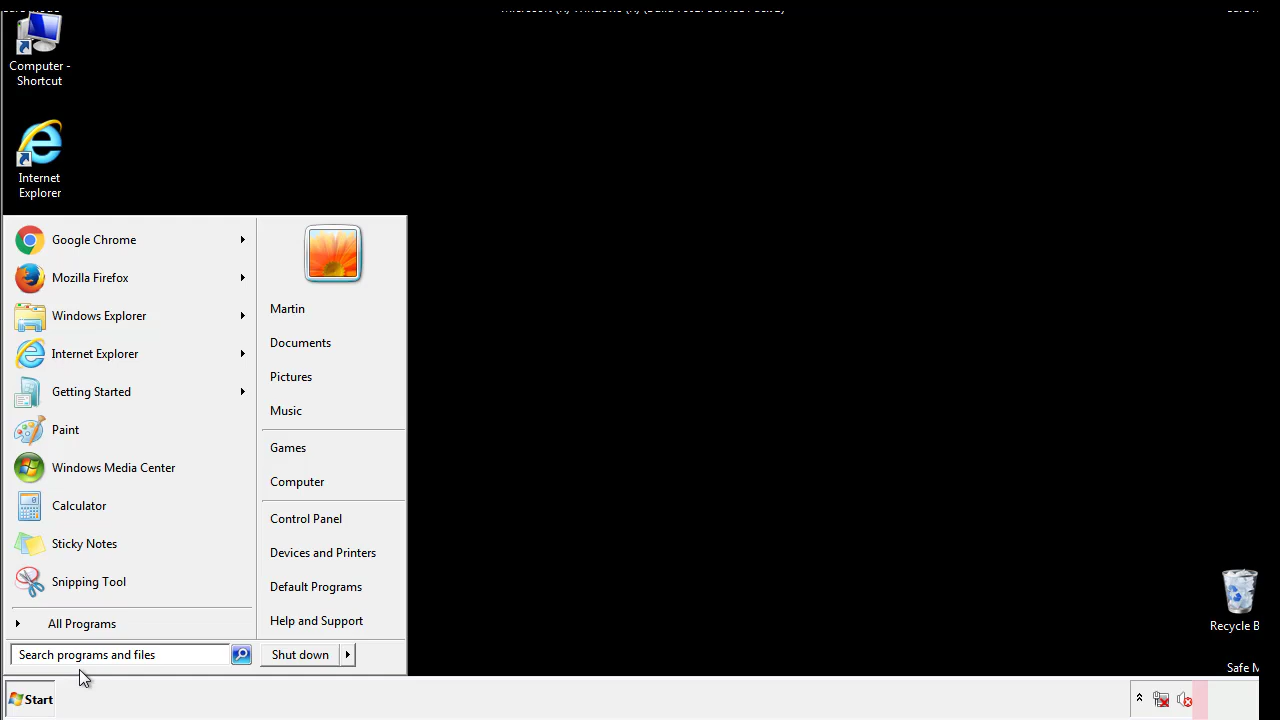 Computer -
Shortcut
Internet
Explorer
Google Chrome
Mozilla Firefox
Windows Explorer
Internet Explorer
Getting Started
Paint
Windows Media Center
Calculator
Sticky Notes
Snipping Tool
All Programs
Search programs and files
Martin
Documents
Pictures
Music
Games
Computer
Control Panel
Devices and Printers
Default Programs
Help and Support
Shut down
Recycle B
Safe M
Start